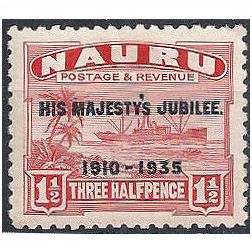 NAURU
POSTAGE & REVENUE
HIS MAJESTY'S JUBILEE.
1910-1935
1½ THREE HALFPENCE 1½